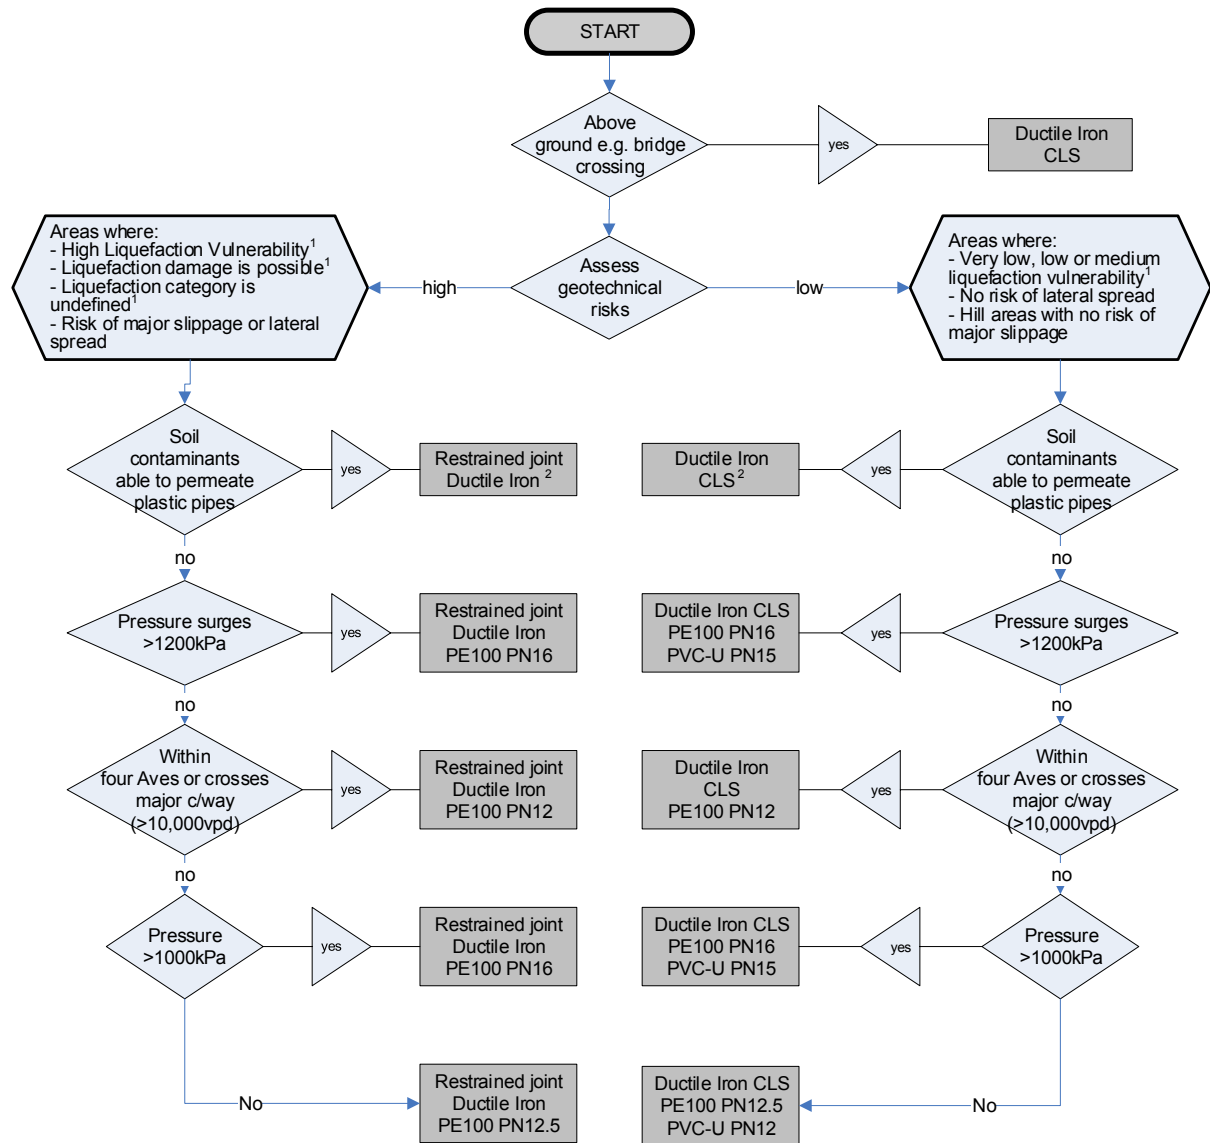 START
Above
ground e.g. bridge
crossing
yes
Ductile Iron
CLS
Areas where:
- High Liquefaction Vulnerability¹
- Liquefaction damage is possible¹
- Liquefaction category is
undefined¹
- Risk of major slippage or lateral
spread
high
Assess
geotechnical
risks
low
Areas where:
- Very low, low or medium
liquefaction vulnerability¹
- No risk of lateral spread
- Hill areas with no risk of
major slippage
Soil
contaminants
able to permeate
plastic pipes
yes
Restrained joint
Ductile Iron ²
Ductile Iron
CLS ²
yes
Soil
contaminants
able to permeate
plastic pipes
no
no
Pressure surges
>1200kPa
yes
Restrained joint
Ductile Iron
PE100 PN16
Ductile Iron CLS
PE100 PN16
PVC-U PN15
yes
Pressure surges
>1200kPa
no
no
Within
four Aves or crosses
major c/way
(>10,000vpd)
yes
Restrained joint
Ductile Iron
PE100 PN12
Ductile Iron
CLS
PE100 PN12
yes
Within
four Aves or crosses
major c/way
(>10,000vpd)
no
no
Pressure
>1000kPa
yes
Restrained joint
Ductile Iron
PE100 PN16
Ductile Iron CLS
PE100 PN16
PVC-U PN15
yes
Pressure
>1000kPa
No
Restrained joint
Ductile Iron
PE100 PN12.5
Ductile Iron CLS
PE100 PN12.5
PVC-U PN12
No